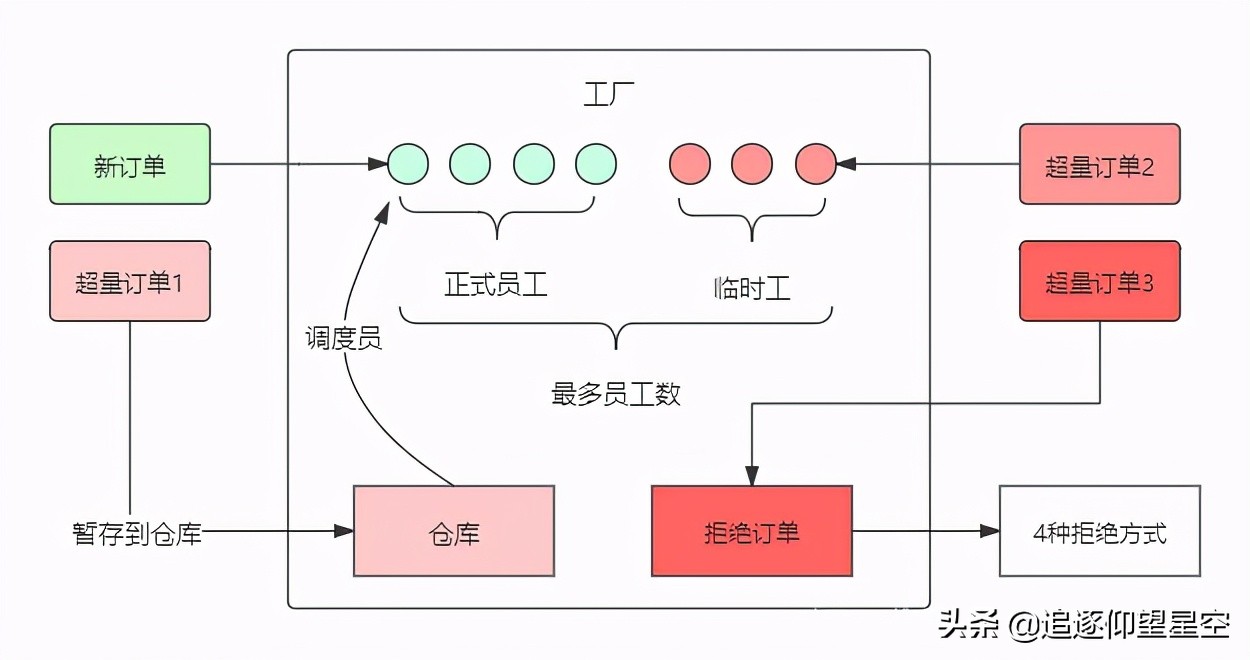 工厂
新订单
超量订单2
超量订单1
超量订单3
正式员工
临时工
调度员
最多员工数
暂存到仓库
仓库
拒绝订单
4种拒绝方式
头条 @追逐仰望星空